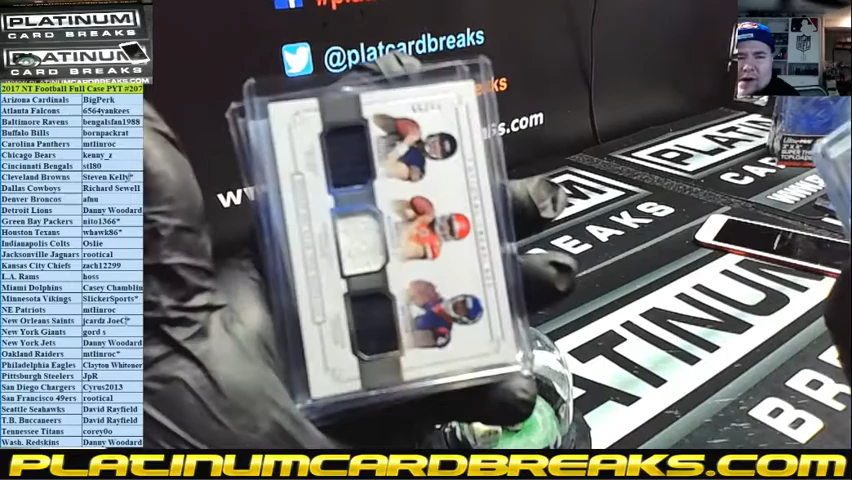 PLATINUM
CARD BREAKS
PLATINUM
CARD BREAKS
WWW.PLATINUMCARDBREAKS.COM
2017 NT Football Full Case PYT #207
Arizona Cardinals BigPerk
Atlanta Falcons 6564yankees
Baltimore Ravens bengalsfan1988
Buffalo Bills bornpackrat
Carolina Panthers mtlinroc
Chicago Bears kenny_z
Cincinnati Bengals stl80
Cleveland Browns Steven Kelly*
Dallas Cowboys Richard Sewell
Denver Broncos afnu
Detroit Lions Danny Woodard
Green Bay Packers nito1366*
Houston Texans whawk86*
Indianapolis Colts Oslie
Jacksonville Jaguars rootical
Kansas City Chiefs zach12299
L.A. Rams hoss
Miami Dolphins Casey Chamblin
Minnesota Vikings SlickerSports*
NE Patriots mtlinroc
New Orleans Saints jcardz JoeC*
New York Giants gord s
New York Jets Danny Woodard
Oakland Raiders mtlinroc*
Philadelphia Eagles Clayton Whitener
Pittsburgh Steelers JpR
San Diego Chargers Cyrus2013
San Francisco 49ers rootical
Seattle Seahawks David Rayfield
T.B. Buccaneers David Rayfield
Tennessee Titans corey0o
Wash. Redskins Danny Woodard
@platcardbreaks
PLATINUM
BREAKS
PLATINUM
PLATINUMCARDBREAKS.COM